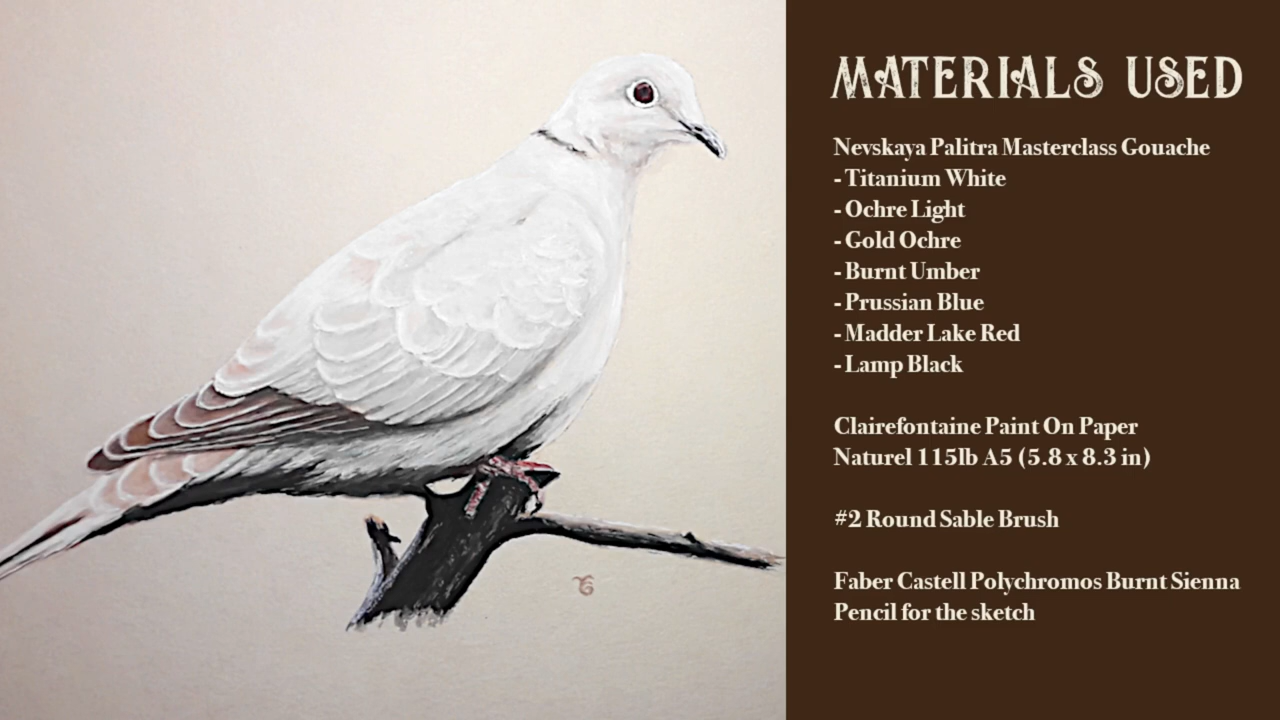 MATERIALS USED
Nevskaya Palitra Masterclass Gouache
- Titanium White
- Ochre Light
- Gold Ochre
- Burnt Umber
- Prussian Blue
- Madder Lake Red
- Lamp Black
Clairefontaine Paint On Paper
Naturel 115lb A5 (5.8 x 8.3 in)
#2 Round Sable Brush
Faber Castell Polychromos Burnt Sienna
Pencil for the sketch